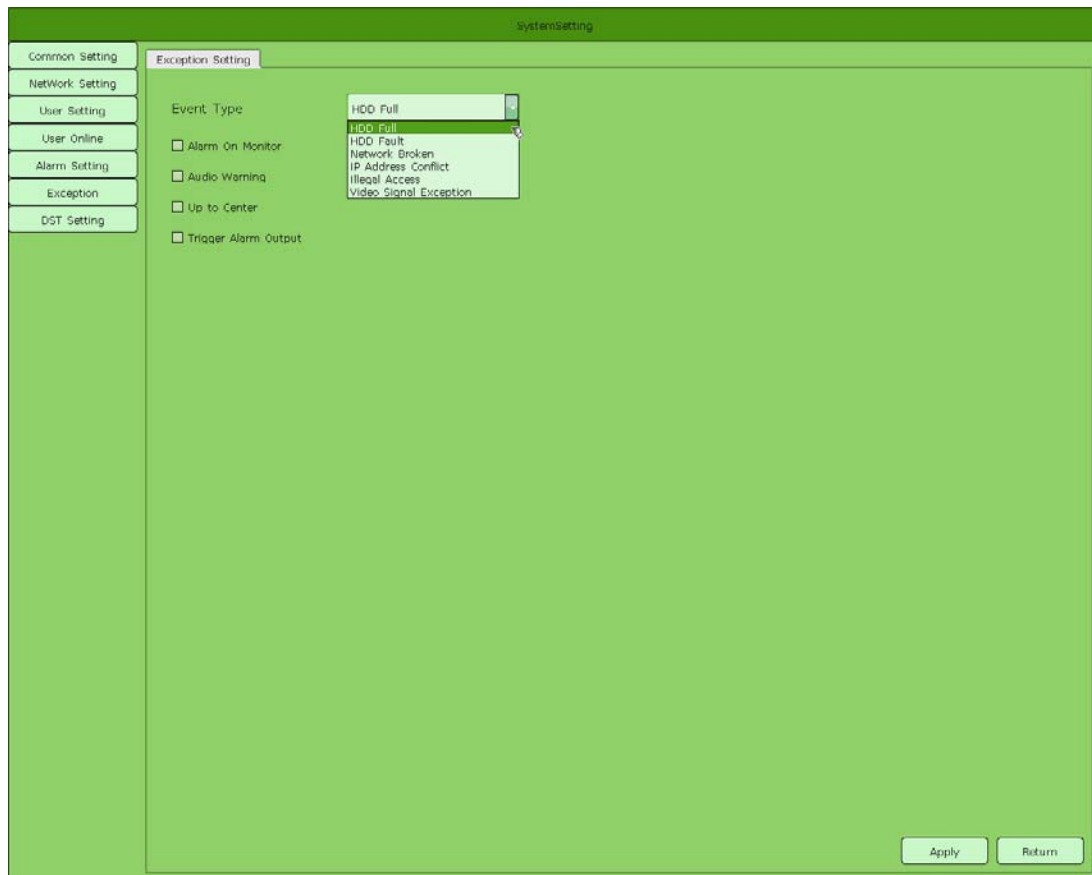 SystemSetting
Common Setting
NetWork Setting
User Setting
User Online
Alarm Setting
Exception
DST Setting
Exception Setting
Event Type
HDD Full
HDD Full
HDD Fault
Network Broken
IP Address Conflict
Illegal Access
Video Signal Exception
Alarm On Monitor
Audio Warning
Up to Center
Trigger Alarm Output
Apply
Return